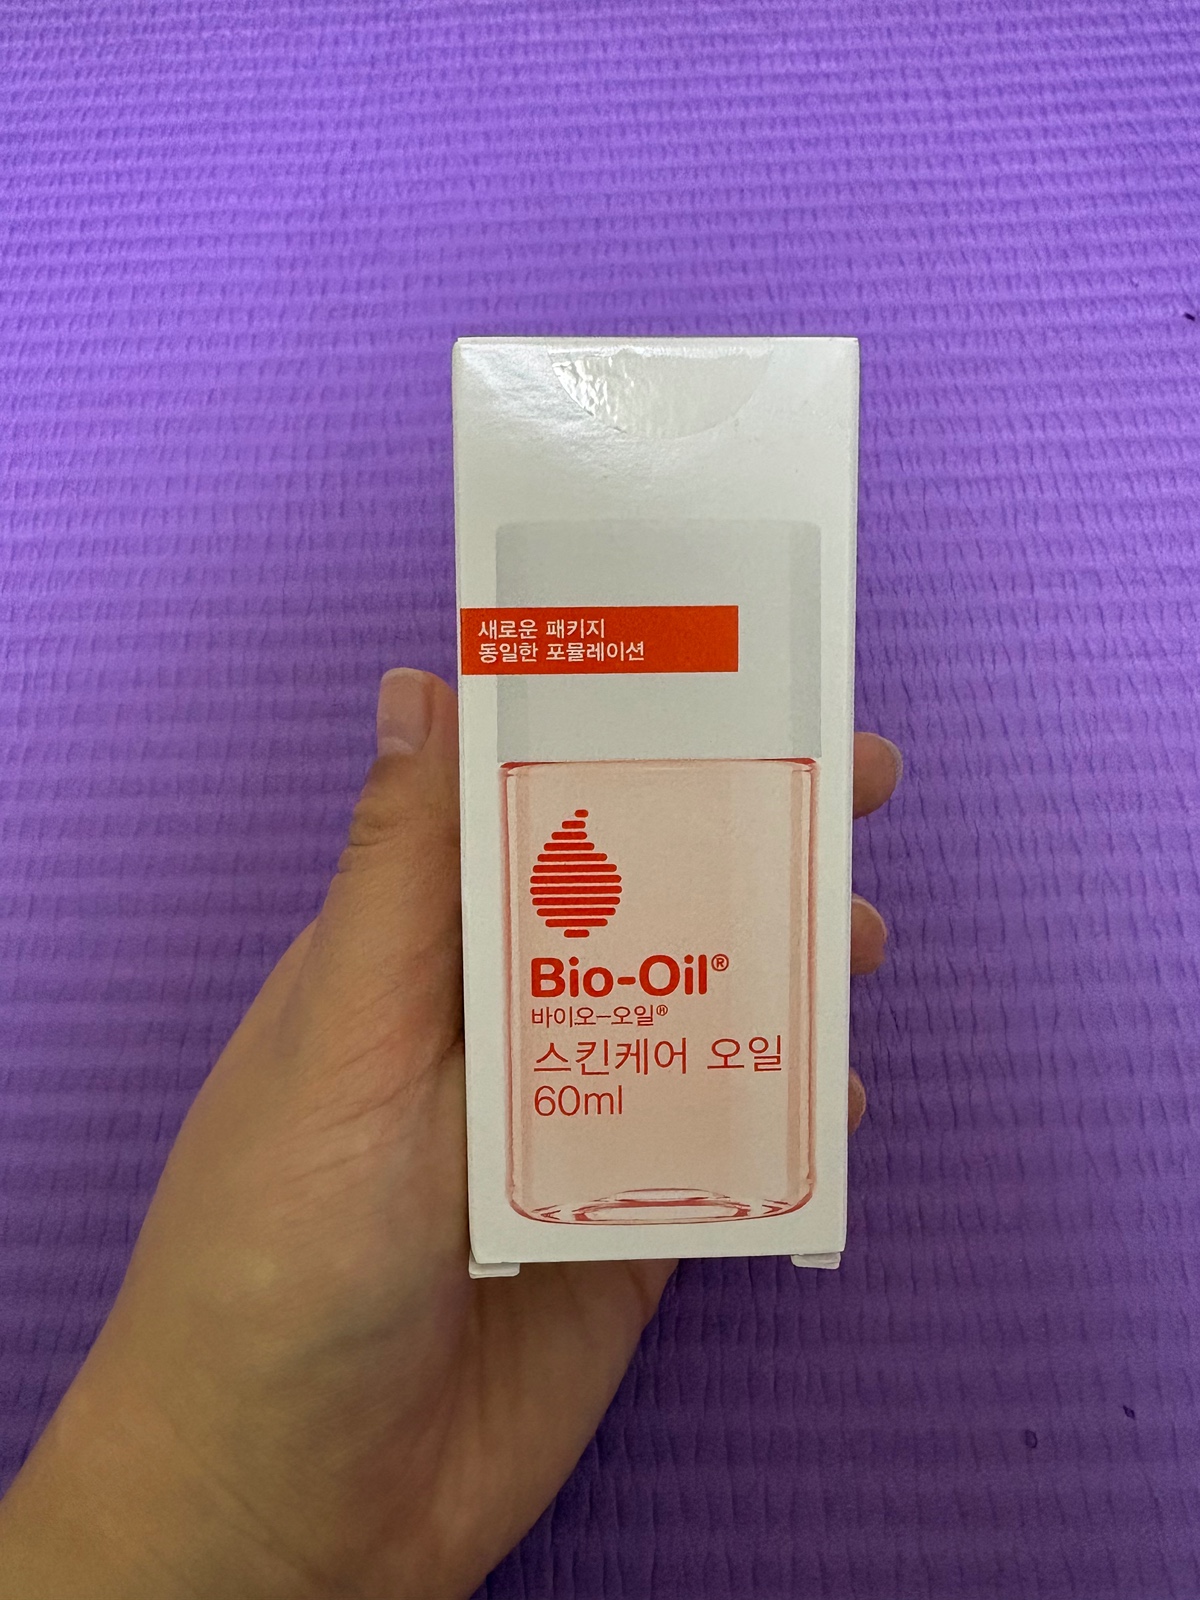 새로운 패키지
동일한 포뮬레이션
Bio-Oil®
바이오-오일®
스킨케어 오일
60ml